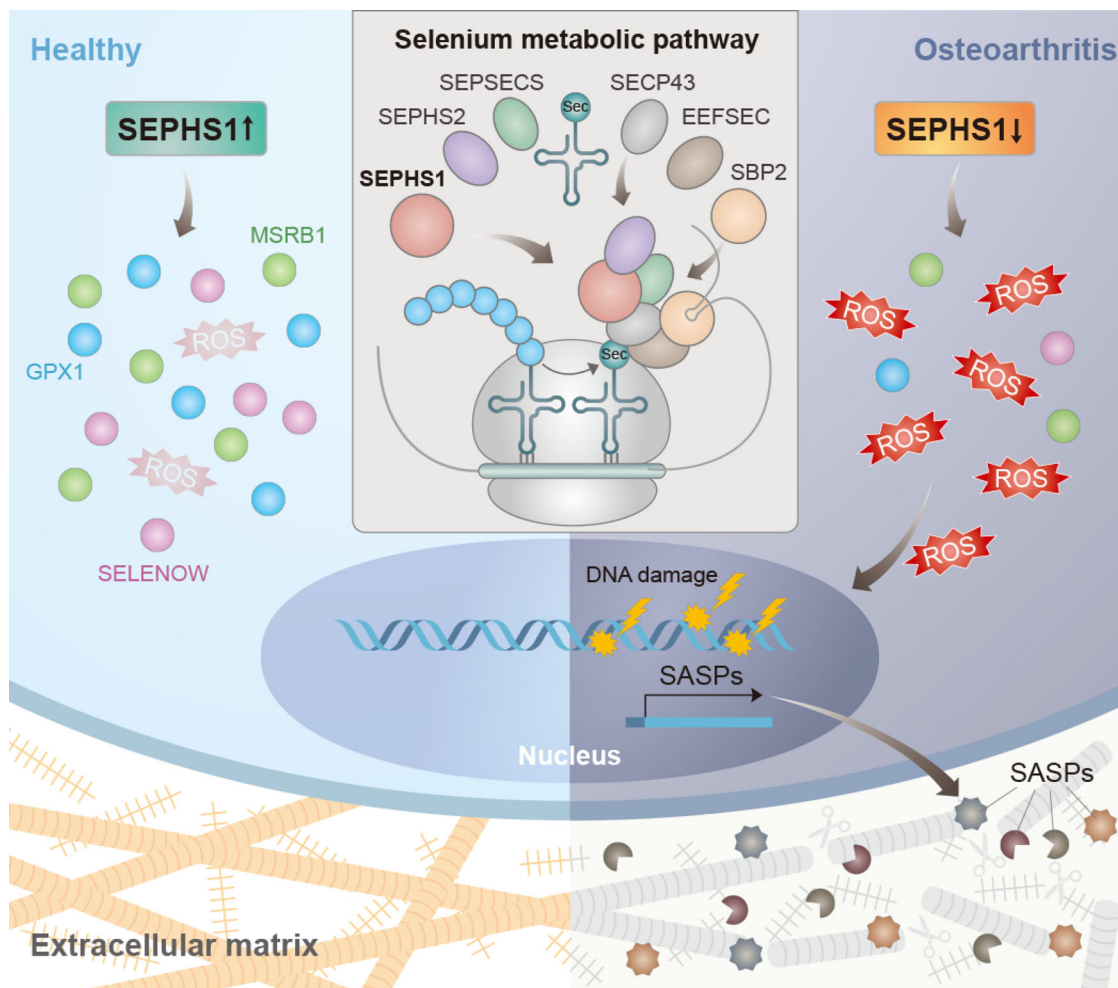 Healthy
SEPHS1↑
MSRB1
GPX1
ROS
ROS
SELENOW
Selenium metabolic pathway
SEPSECS
Sec
SECP43
SEPHS2
EEFSEC
SEPHS1
SBP2
Sec
Osteoarthritis
SEPHS1↓
ROS
ROS
ROS
ROS
ROS
ROS
DNA damage
SASPs
Nucleus
SASPs
Extracellular matrix